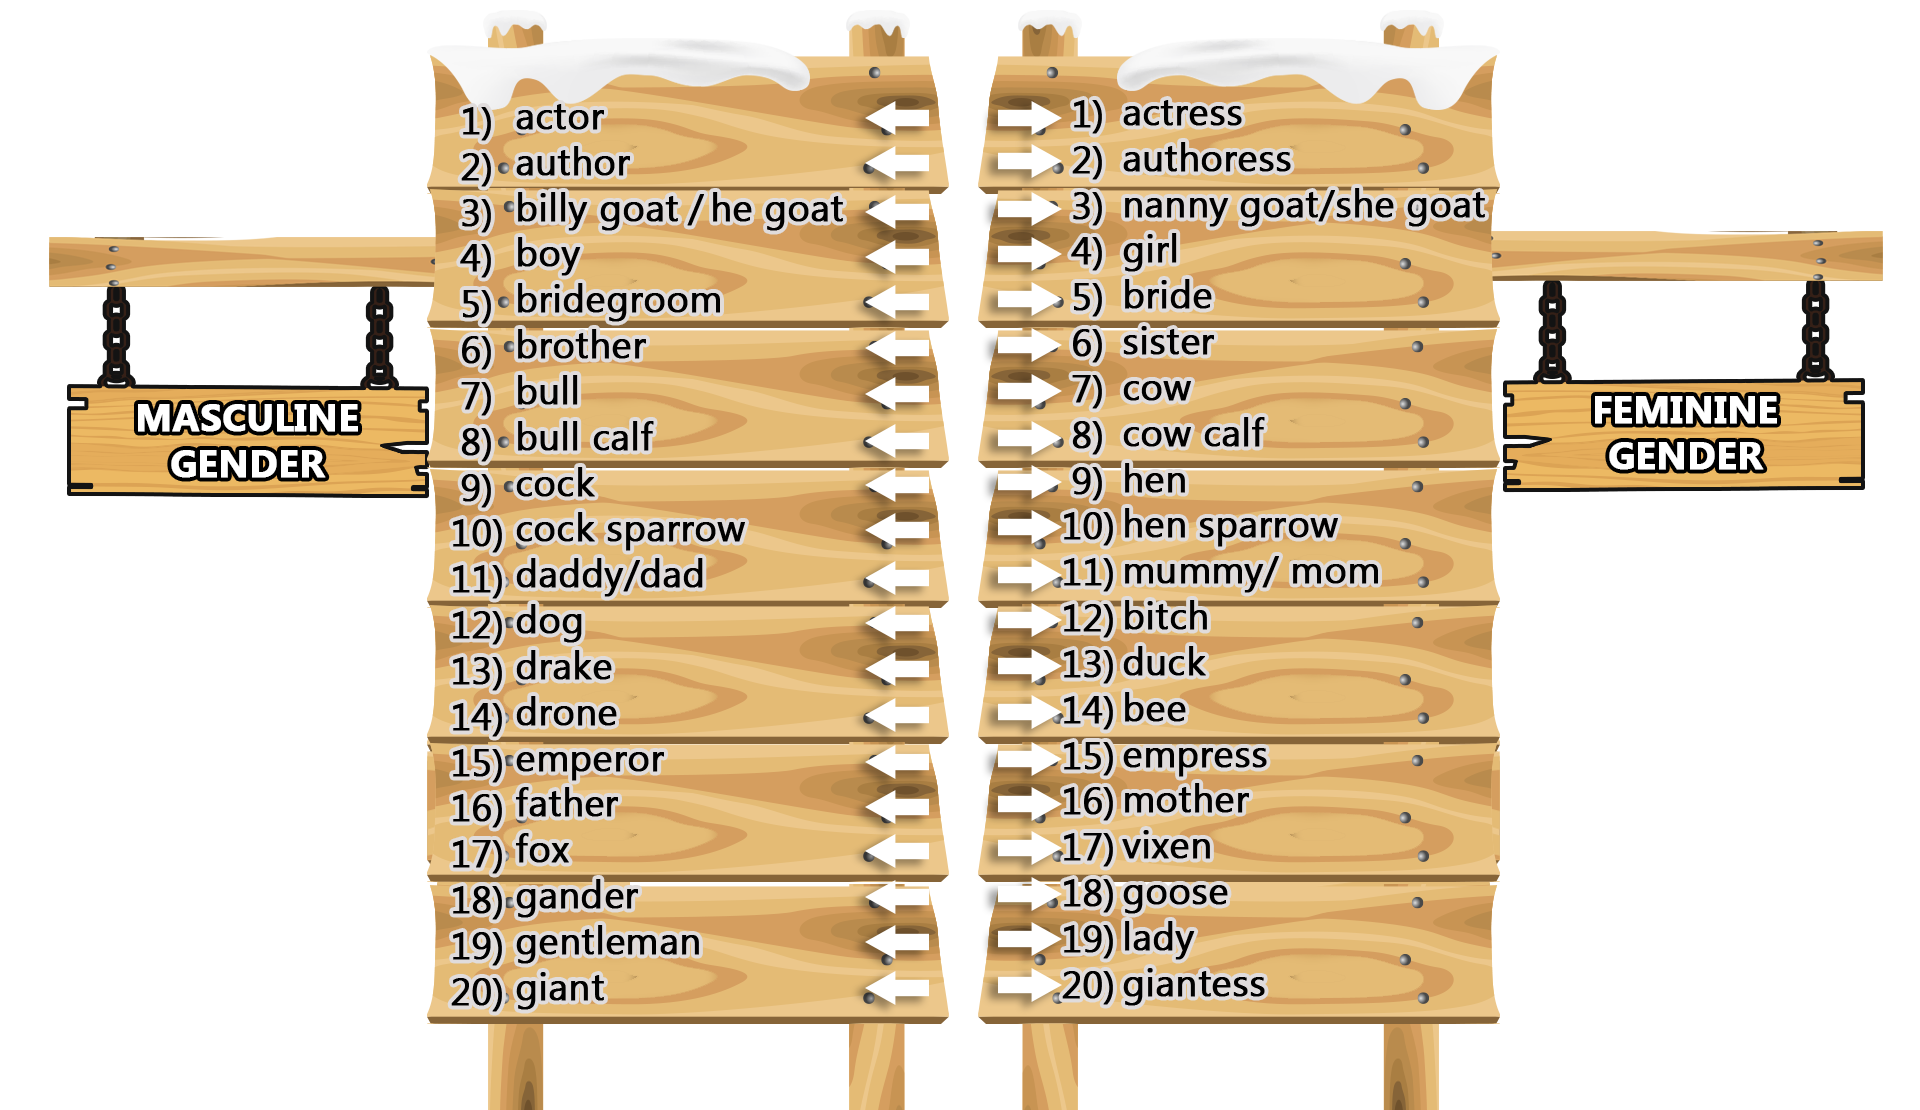 MASCULINE
GENDER
1) actor
2) author
3) billy goat / he goat
4) boy
5) bridegroom
6) brother
7) bull
8) bull calf
9) cock
10) cock sparrow
11) daddy/dad
12) dog
13) drake
14) drone
15) emperor
16) father
17) fox
18) gander
19) gentleman
20) giant
1) actress
2) authoress
3) nanny goat/she goat
4) girl
5) bride
6) sister
7) cow
8) cow calf
9) hen
10) hen sparrow
11) mummy/ mom
12) bitch
13) duck
14) bee
15) empress
16) mother
17) vixen
18) goose
19) lady
20) giantess
FEMININE
GENDER